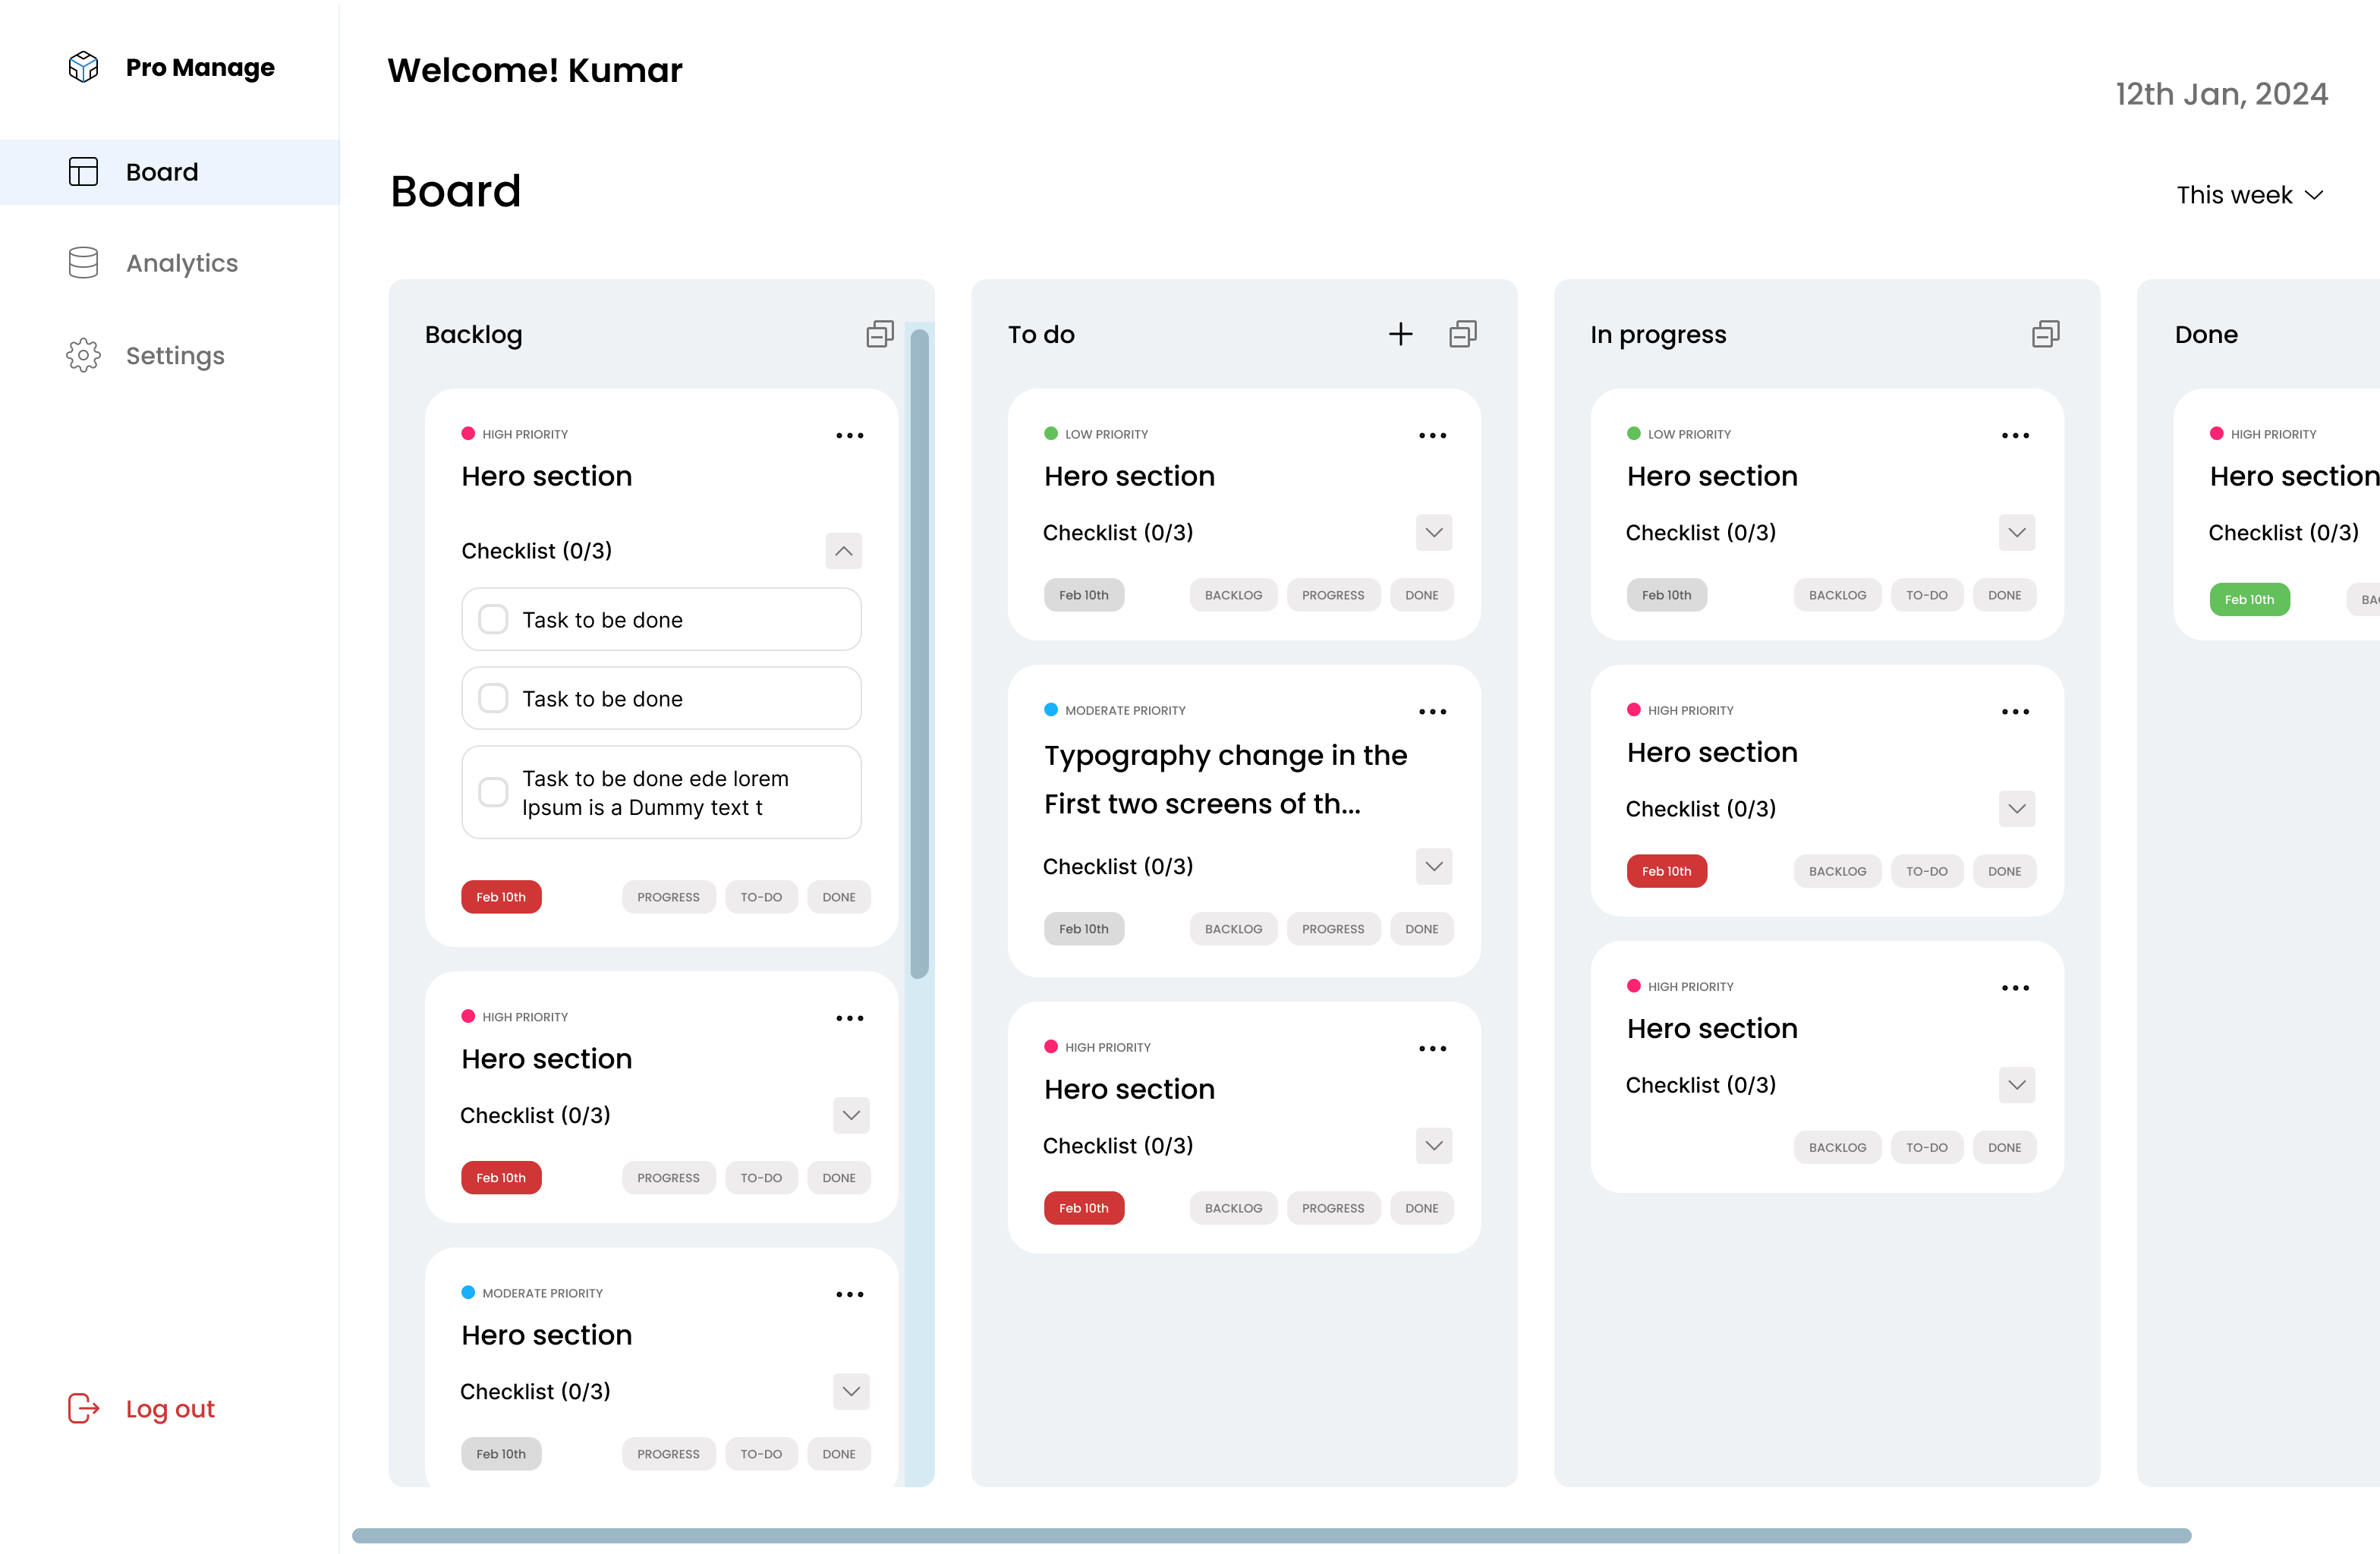 Pro Manage
Board
Analytics
Settings
Log out
Welcome! Kumar
12th Jan, 2024
Board
This week
Backlog
HIGH PRIORITY
Hero section
Checklist (0/3)
Task to be done
Task to be done
Task to be done ede lorem
Ipsum is a Dummy text t
Feb 10th PROGRESS TO-DO DONE
HIGH PRIORITY
Hero section
Checklist (0/3)
Feb 10th PROGRESS TO-DO DONE
MODERATE PRIORITY
Hero section
Checklist (0/3)
Feb 10th PROGRESS TO-DO DONE
To do
LOW PRIORITY
Hero section
Checklist (0/3)
Feb 10th BACKLOG PROGRESS DONE
MODERATE PRIORITY
Typography change in the
First two screens of th...
Checklist (0/3)
Feb 10th BACKLOG PROGRESS DONE
HIGH PRIORITY
Hero section
Checklist (0/3)
Feb 10th BACKLOG PROGRESS DONE
In progress
LOW PRIORITY
Hero section
Checklist (0/3)
Feb 10th BACKLOG TO-DO DONE
HIGH PRIORITY
Hero section
Checklist (0/3)
Feb 10th BACKLOG TO-DO DONE
HIGH PRIORITY
Hero section
Checklist (0/3)
BACKLOG TO-DO DONE
Done
HIGH PRIORITY
Hero section
Checklist (0/3)
Feb 10th